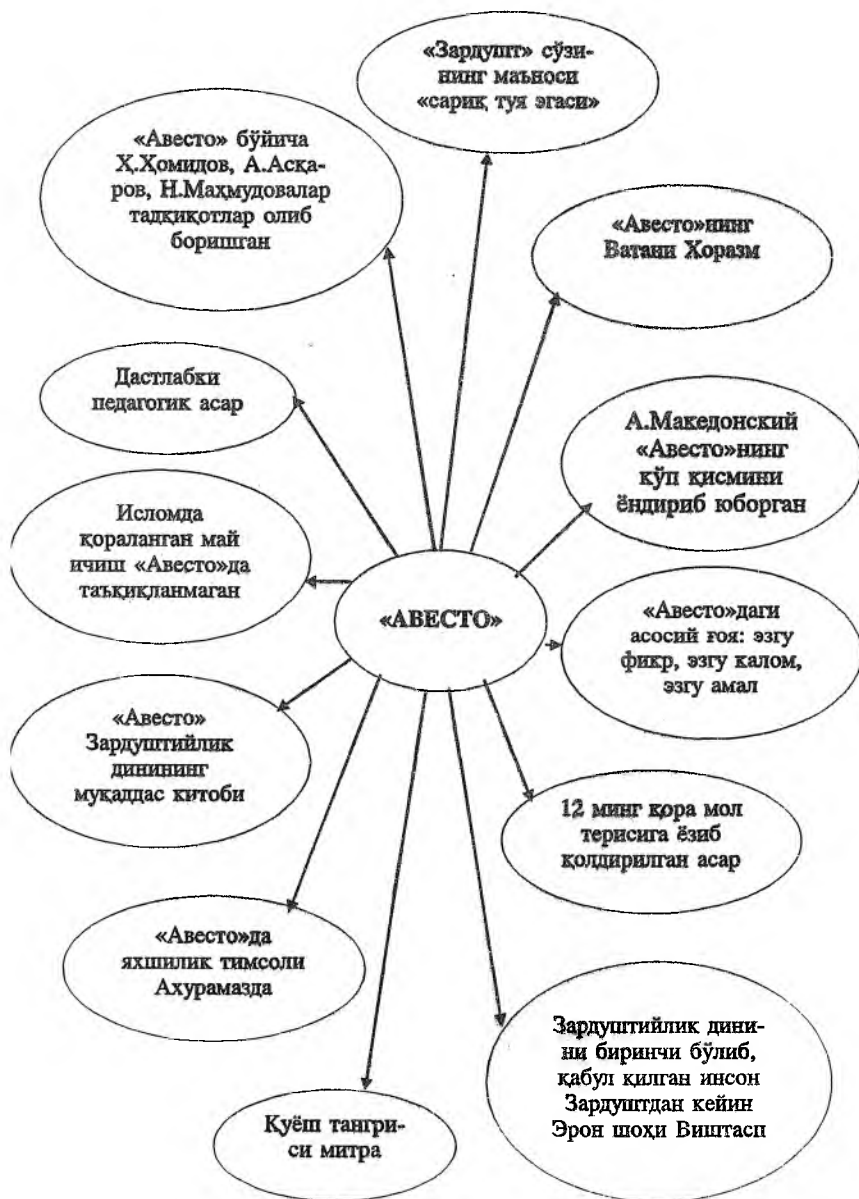 «Зардушт» сўзи-
нинг маъноси
«сариқ туя эгаси»
«Авесто» бўйича
Ҳ.Ҳомидов, А.Асқа-
ров, Н.Маҳмудовалар
тадқиқотлар олиб
боришган
«Авесто»нинг
Ватани Хоразм
Дастлабки
педагогик асар
А.Македонский
«Авесто»нинг
кўп қисмини
ёндириб юборган
Исломда
қораланган май
ичиш «Авесто»да
таъқиқланмаган
«АВЕСТО»
«Авесто»даги
асосий ғоя: эзгу
фикр, эзгу калом,
эзгу амал
«Авесто»
Зардуштийлик
динининг
муқаддас китоби
12 минг қора мол
терисига ёзиб
қолдирилган асар
«Авесто»да
яхшилик тимсоли
Ахурамазда
Зардуштийлик дини-
ни биринчи бўлиб,
қабул қилган инсон
Зардуштдан кейин
Эрон шоҳи Виштасп
Қуёш тангри-
си митра